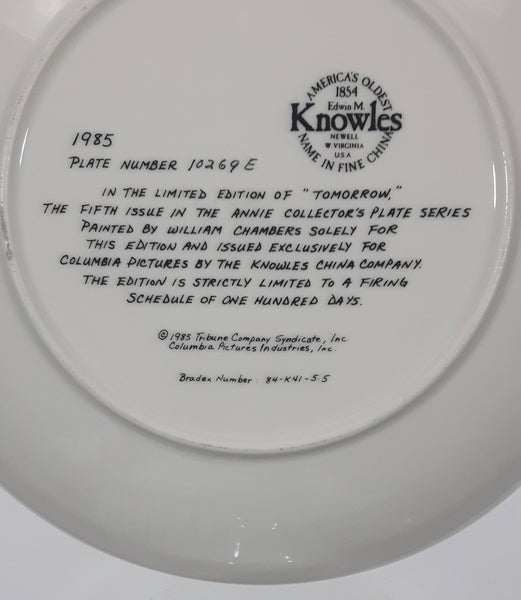 AMERICA'S OLDEST
1854
Edwin M.
Knowles
NEWELL
W VIRGINIA
U.S.A.
NAME IN FINE CHINA
1985
PLATE NUMBER 10269 E
IN THE LIMITED EDITION OF "TOMORROW,"
THE FIFTH ISSUE IN THE ANNIE COLLECTOR'S PLATE SERIES
PAINTED BY WILLIAM CHAMBERS SOLELY FOR
THIS EDITION AND ISSUED EXCLUSIVELY FOR
COLUMBIA PICTURES BY THE KNOWLES CHINA COMPANY.
THE EDITION IS STRICTLY LIMITED TO A FIRING
SCHEDULE OF ONE HUNDRED DAYS.
© 1985 Tribune Company Syndicate, Inc
Columbia Pictures Industries, Inc.
Bradex Number: 84-K41-5.5